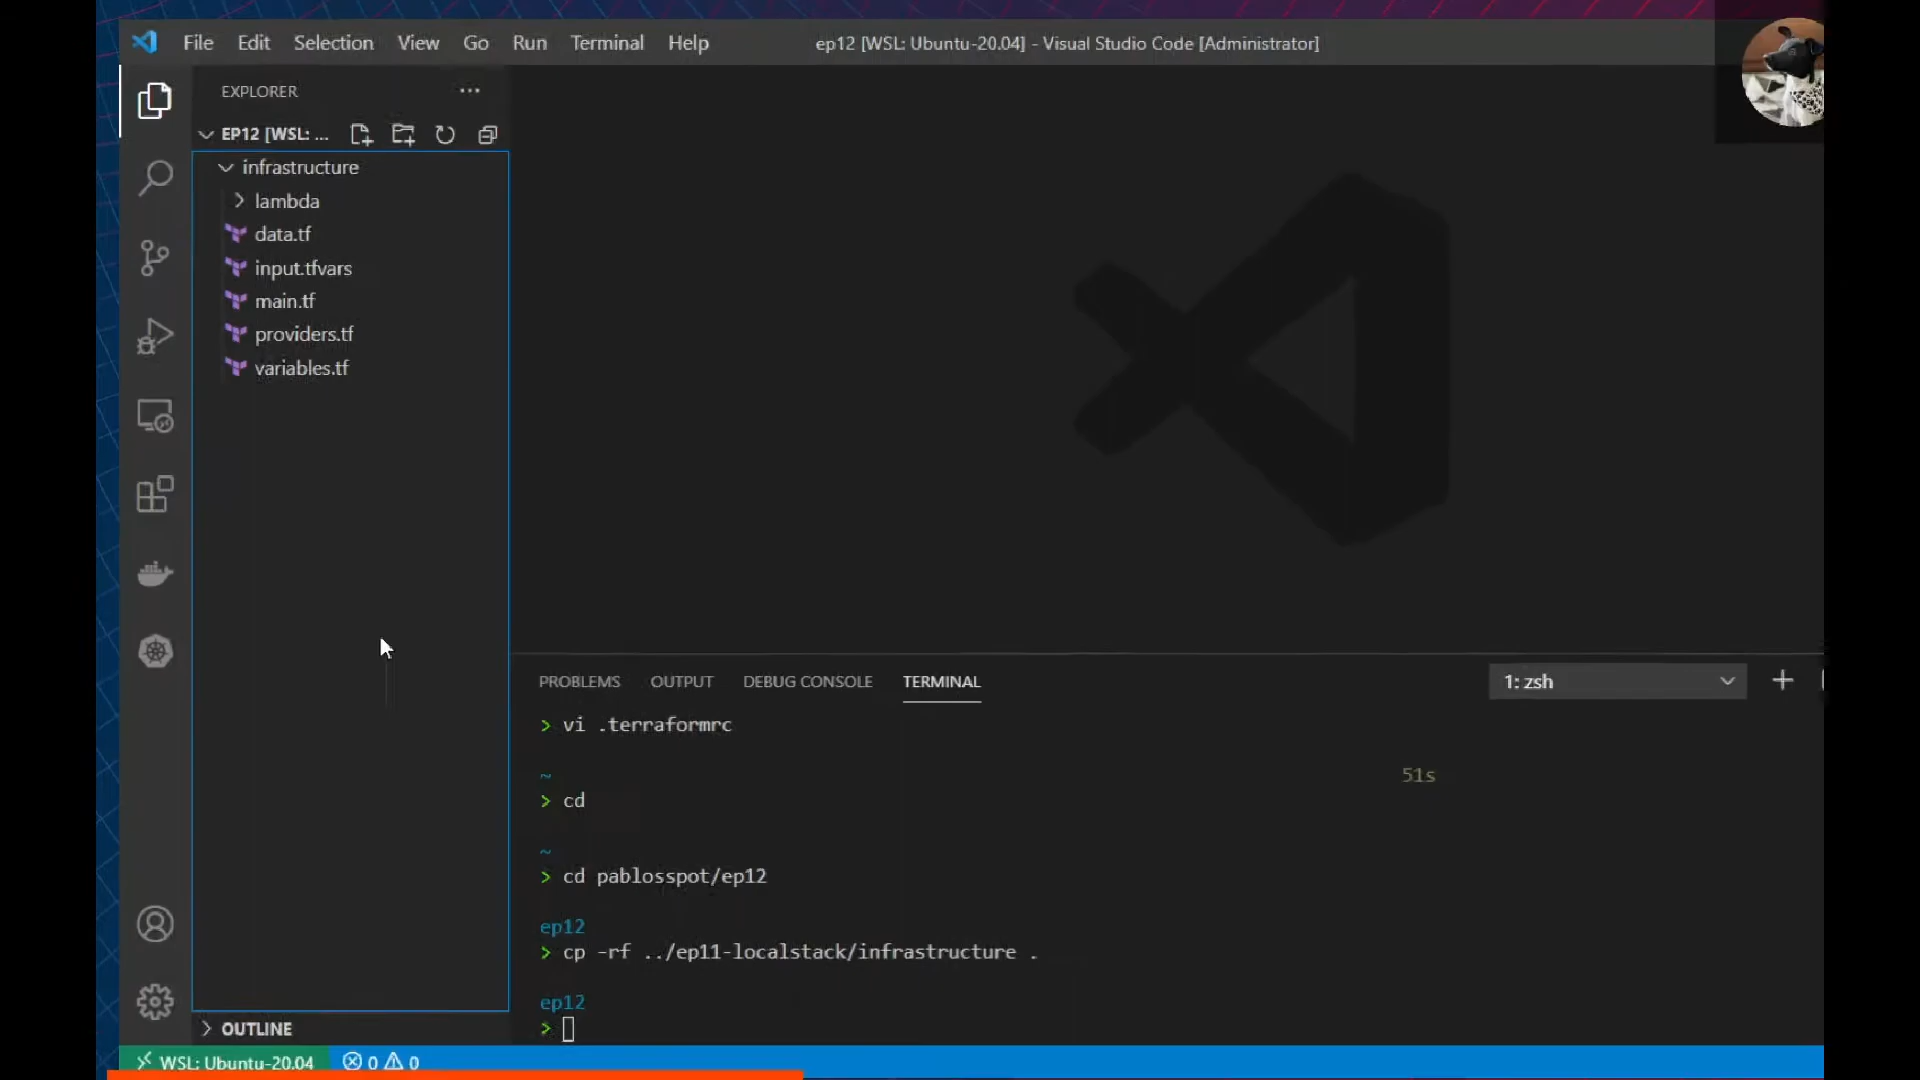 File Edit Selection View Go Run Terminal Help ep12 [WSL: Ubuntu-20.04] - Visual Studio Code [Administrator]
EXPLORER ···
EP12 [WSL: ...
infrastructure
lambda
data.tf
input.tfvars
main.tf
providers.tf
variables.tf
PROBLEMS OUTPUT DEBUG CONSOLE TERMINAL 1: zsh
> vi .terraformrc
~ 51s
> cd
~
> cd pablosspot/ep12
ep12
> cp -rf ../ep11-localstack/infrastructure .
ep12
>
OUTLINE
WSL: Ubuntu-20.04 0 0